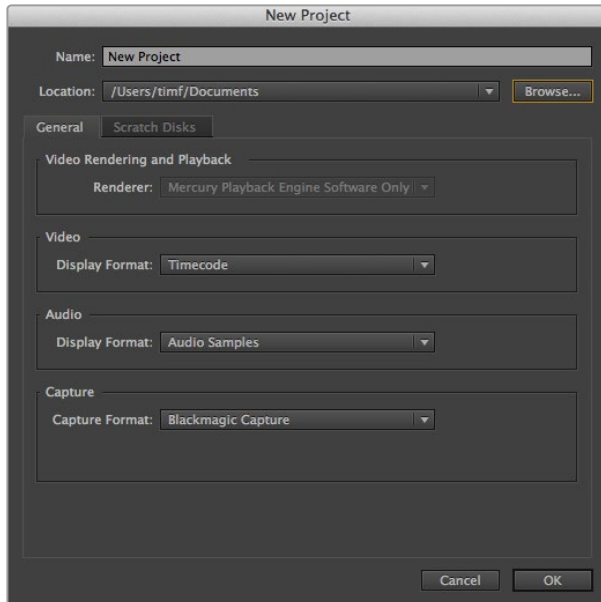 New Project
Name: New Project
Location: /Users/timf/Documents Browse...
General Scratch Disks
Video Rendering and Playback
Renderer: Mercury Playback Engine Software Only
Video
Display Format: Timecode
Audio
Display Format: Audio Samples
Capture
Capture Format: Blackmagic Capture
Cancel OK